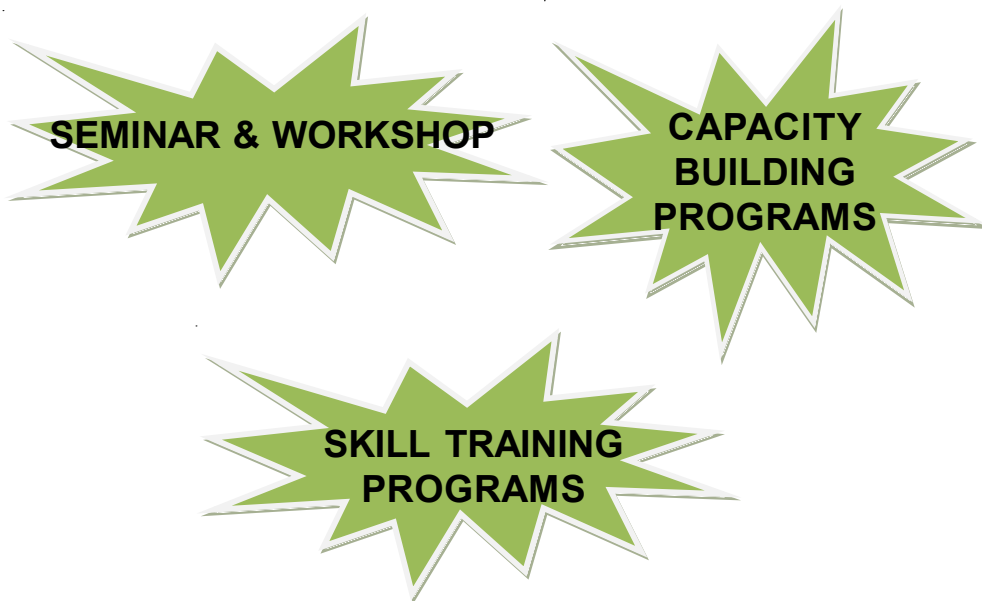 SEMINAR & WORKSHOP
CAPACITY
BUILDING
PROGRAMS
SKILL TRAINING
PROGRAMS